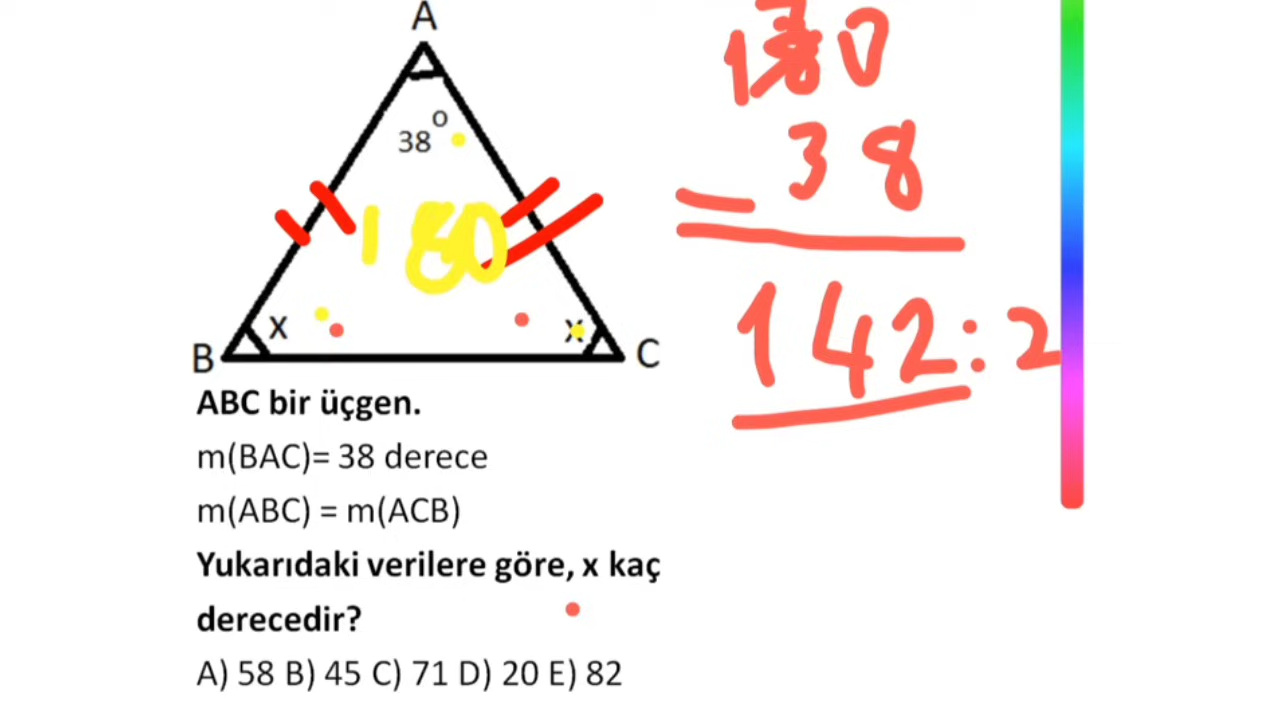 A
38°
180
B
x
x
C
180
38
142:2
ABC bir üçgen.
m(BAC)= 38 derece
m(ABC) = m(ACB)
Yukarıdaki verilere göre, x kaç
derecedir?
A) 58 B) 45 C) 71 D) 20 E) 82